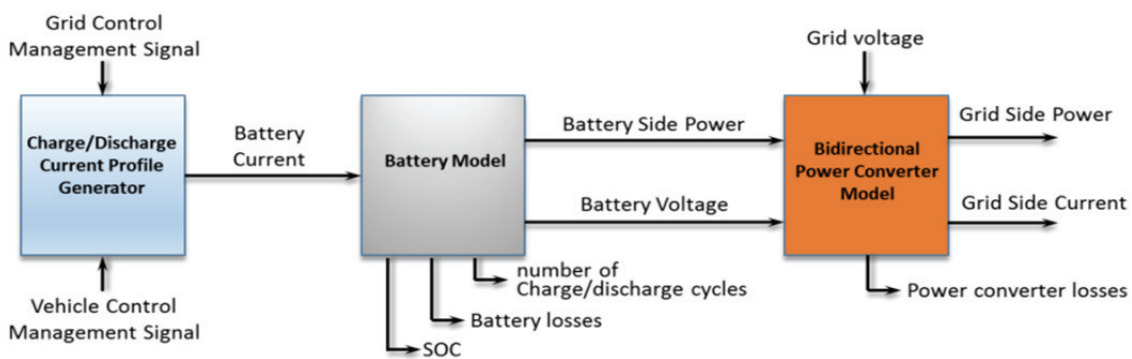 Grid Control
Management Signal
Grid voltage
Charge/Discharge
Current Profile
Generator
Battery
Current
Battery Model
Battery Side Power
Battery Voltage
Bidirectional
Power Converter
Model
Grid Side Power
Grid Side Current
Vehicle Control
Management Signal
number of
Charge/discharge cycles
Battery losses
SOC
Power converter losses